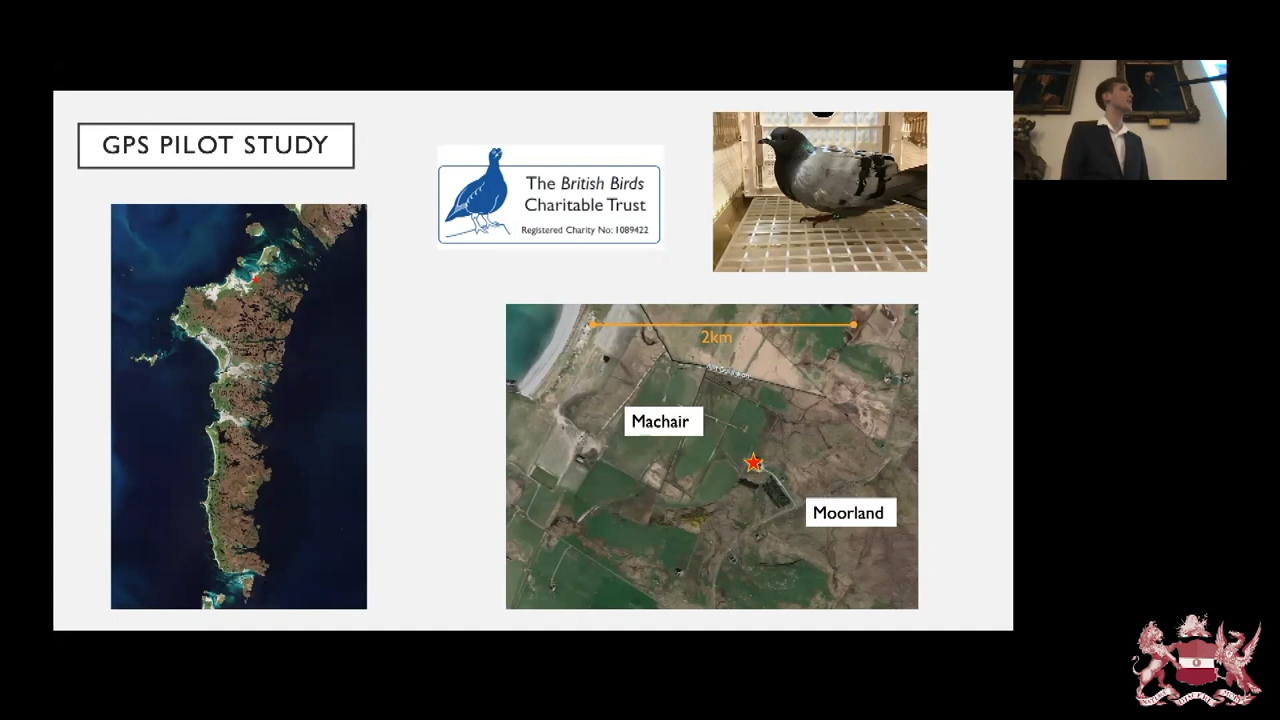 GPS PILOT STUDY
The British Birds
Charitable Trust
Registered Charity No: 1089422
2km
Machair
Moorland